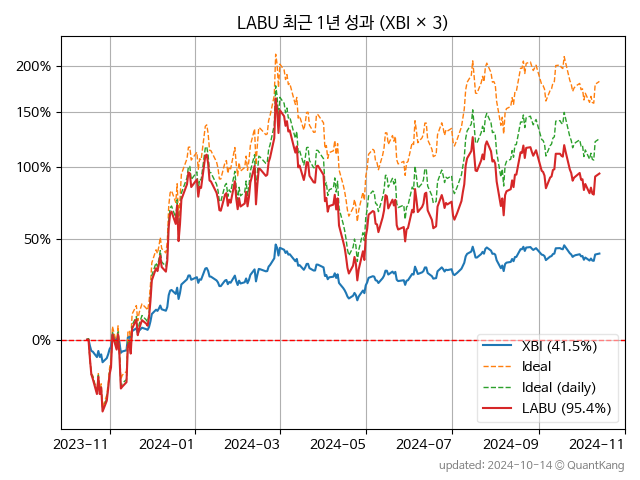 LABU 최근 1년 성과 (XBI × 3)
200%
150%
100%
50%
0%
XBI (41.5%)
Ideal
Ideal (daily)
LABU (95.4%)
2023-11
2024-01
2024-03
2024-05
2024-07
2024-09
2024-11
updated: 2024-10-14 © QuantKang